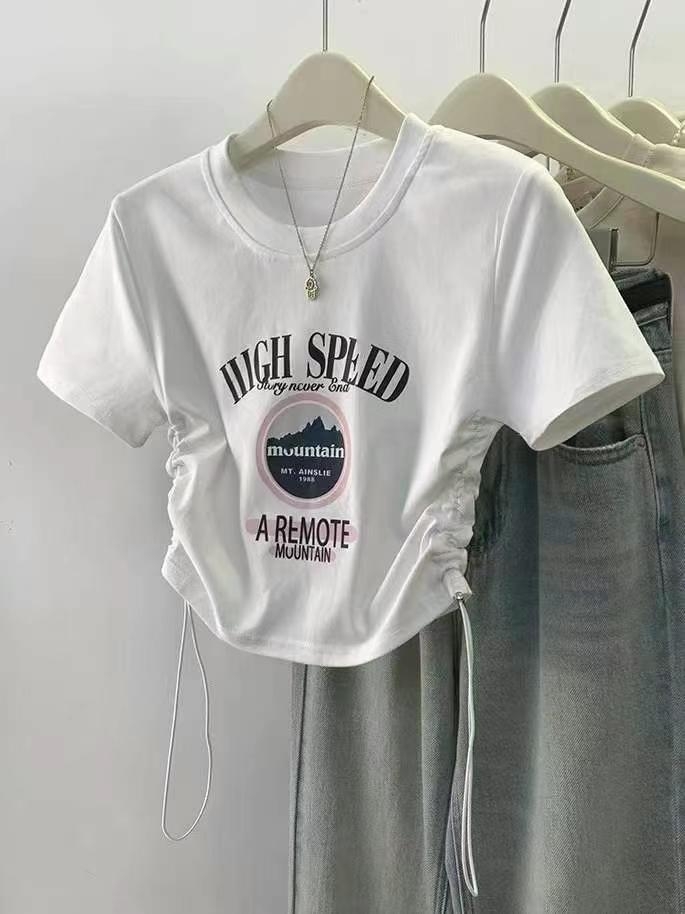 HIGH SPEED
Story never End
mountain
MT. AINSLIE
1988
A REMOTE
MOUNTAIN